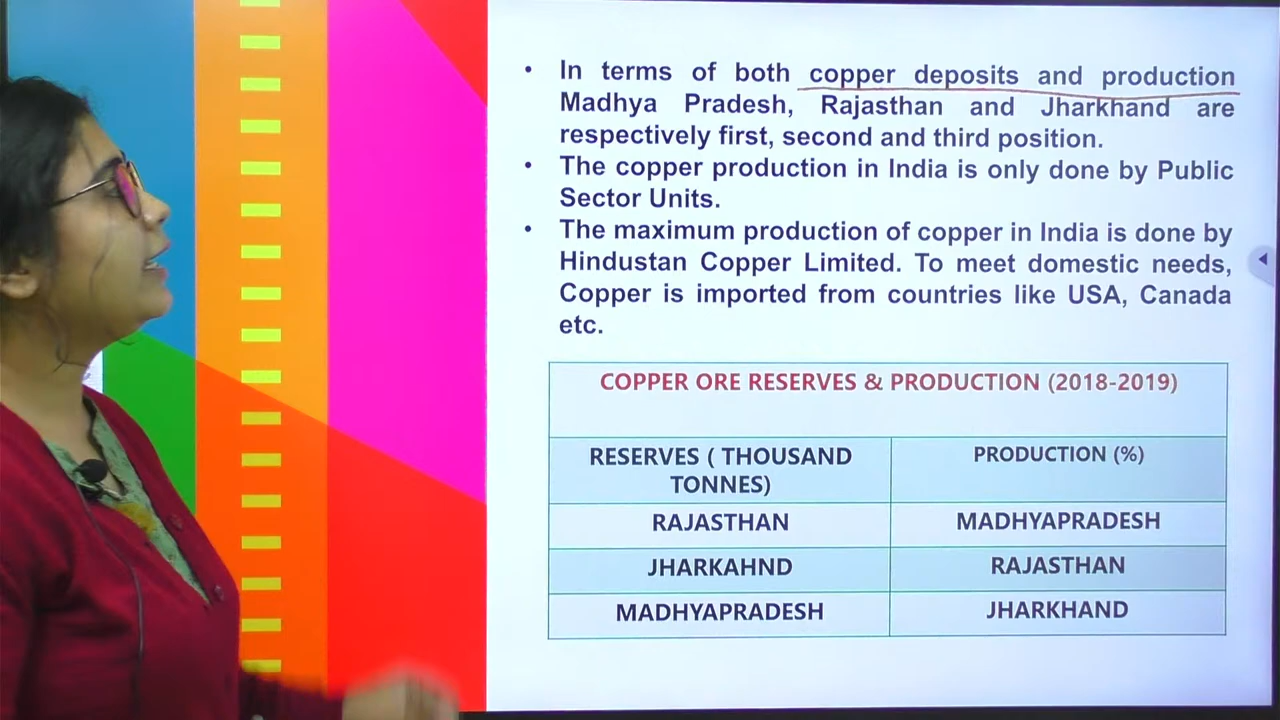 • In terms of both copper deposits and production
Madhya Pradesh, Rajasthan and Jharkhand are
respectively first, second and third position.
• The copper production in India is only done by Public
Sector Units.
• The maximum production of copper in India is done by
Hindustan Copper Limited. To meet domestic needs,
Copper is imported from countries like USA, Canada
etc.
COPPER ORE RESERVES & PRODUCTION (2018-2019)
RESERVES ( THOUSAND
TONNES)
PRODUCTION (%)
RAJASTHAN
MADHYAPRADESH
JHARKAHND
RAJASTHAN
MADHYAPRADESH
JHARKHAND